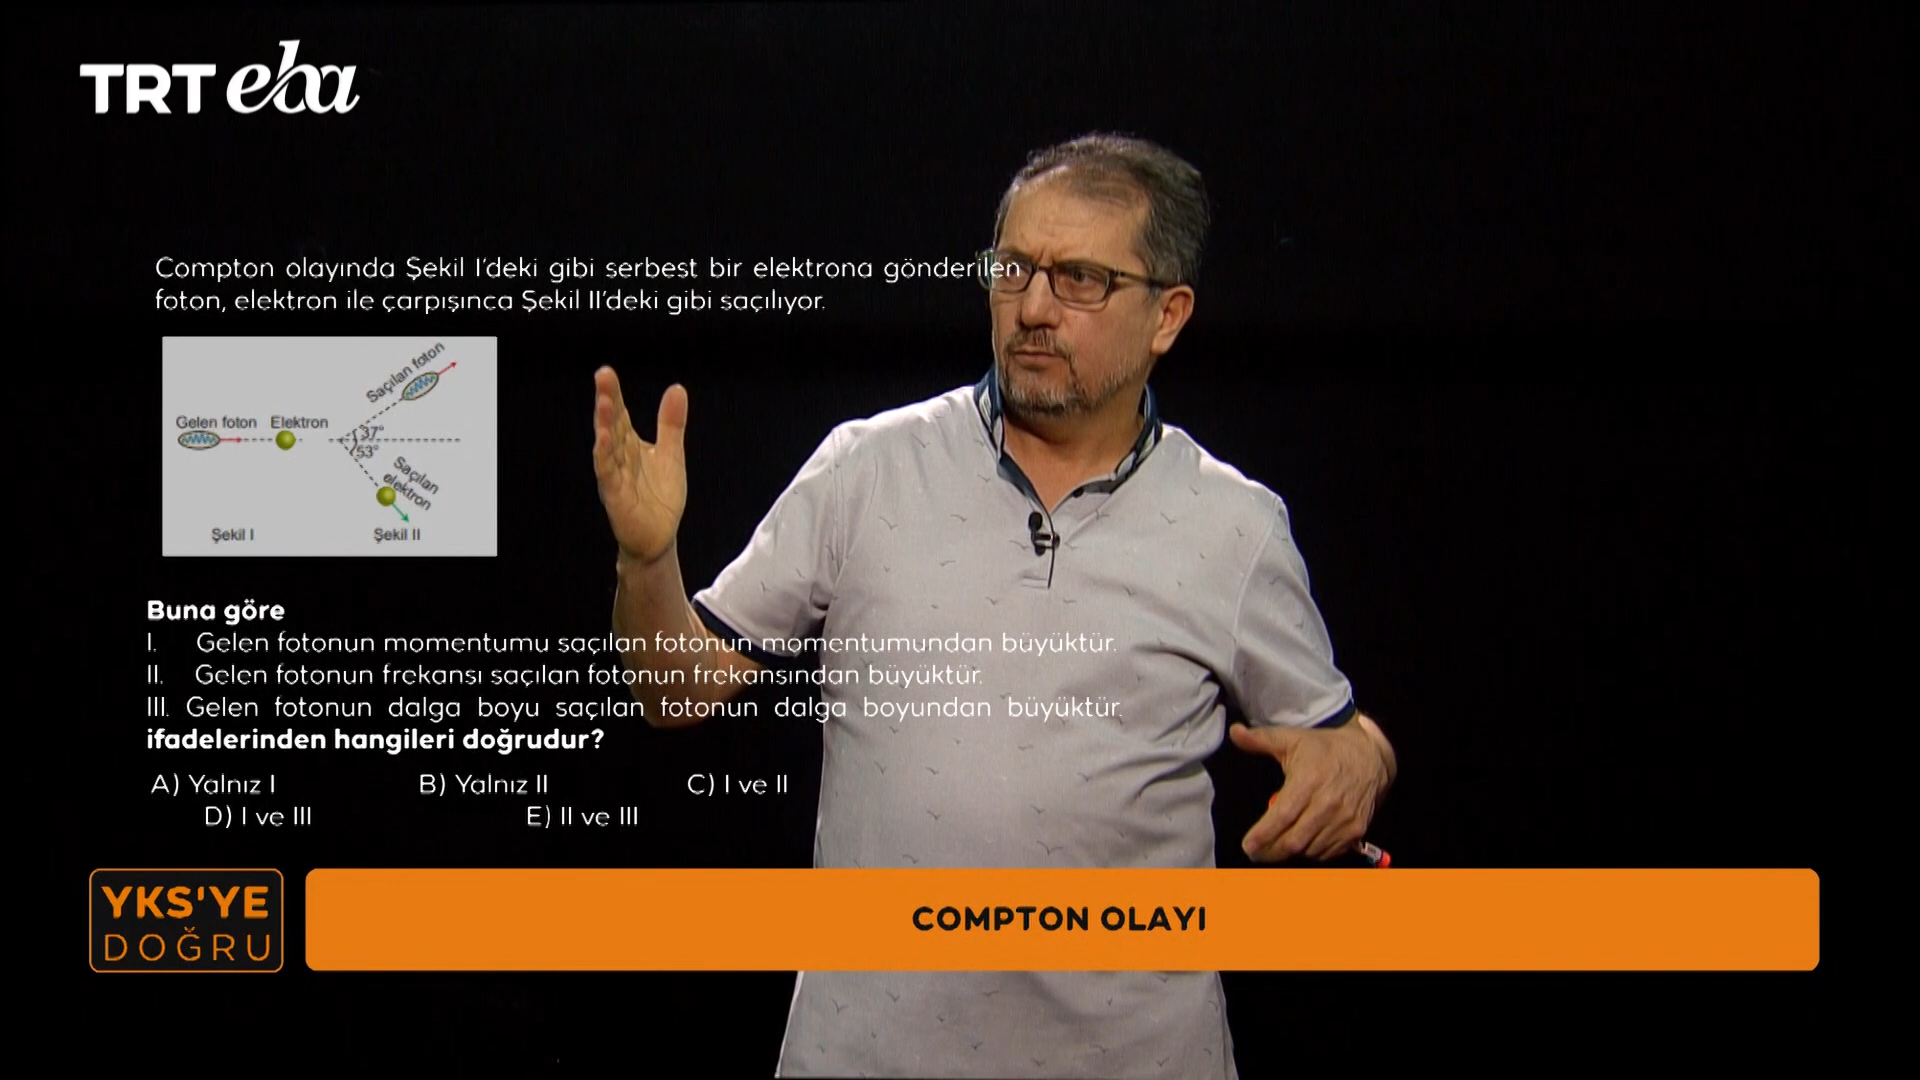 TRT eba
Compton olayında Şekil I'deki gibi serbest bir elektrona gönderilen
foton, elektron ile çarpışınca Şekil II'deki gibi saçılıyor.
Saçılan foton
Gelen foton Elektron
37°
53°
Saçılan
elektron
Şekil I Şekil II
Buna göre
I. Gelen fotonun momentumu saçılan fotonun momentumundan büyüktür.
II. Gelen fotonun frekansı saçılan fotonun frekansından büyüktür.
III. Gelen fotonun dalga boyu saçılan fotonun dalga boyundan büyüktür.
ifadelerinden hangileri doğrudur?
A) Yalnız I B) Yalnız II C) I ve II
D) I ve III E) II ve III
YKS'YE
DOĞRU
COMPTON OLAYI